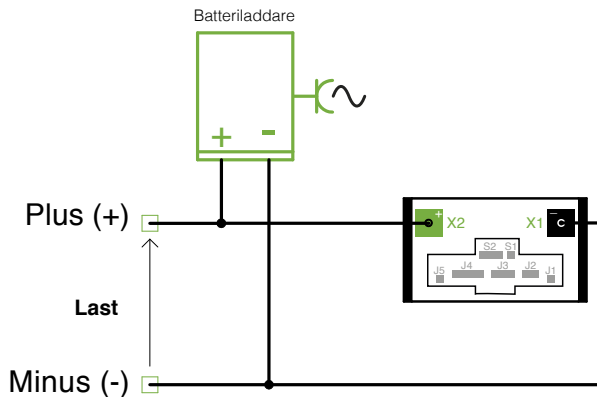 Batteriladdare
+ -
Plus (+)
+ X2 X1 - C
S2 S1
J5 J4 J3 J2 J1
Last
Minus (-)